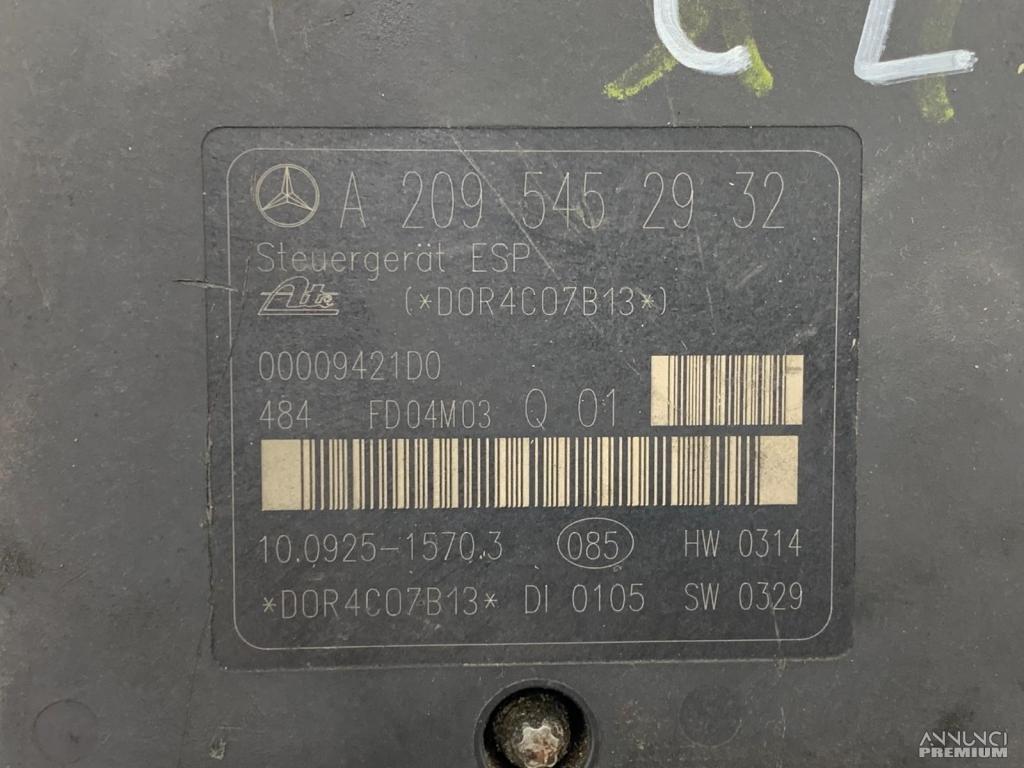 CL
A 209 545 29 32
Steuergerät ESP
Ate (*D0R4C07B13*)
00009421D0
484 FD04M03 Q 01
10.0925-1570.3 085 HW 0314
*D0R4C07B13* DI 0105 SW 0329
ANNUNCI
PREMIUM